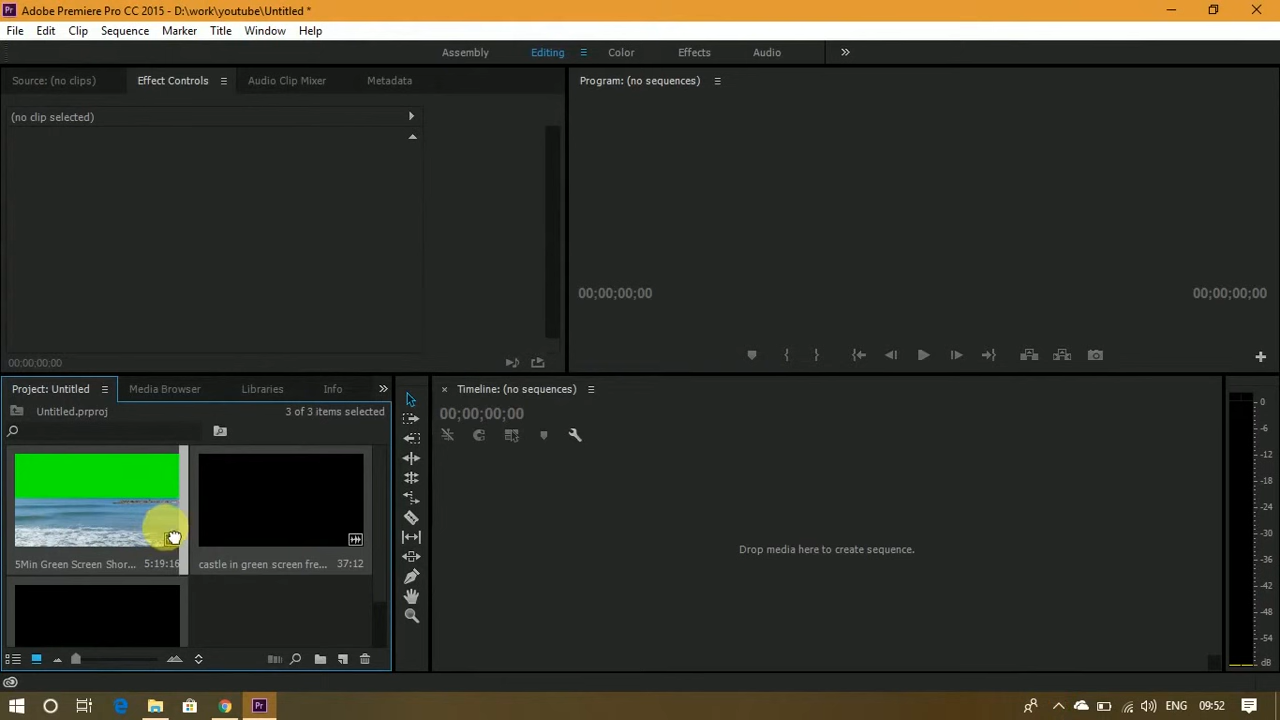 Adobe Premiere Pro CC 2015 - D:\work\youtube\Untitled *
File Edit Clip Sequence Marker Title Window Help
Assembly Editing Color Effects Audio
Source: (no clips) Effect Controls Audio Clip Mixer Metadata
Program: (no sequences)
(no clip selected)
00;00;00;00 00;00;00;00
00;00;00;00
Project: Untitled Media Browser Libraries Info
Timeline: (no sequences)
Untitled.prproj 3 of 3 items selected
00;00;00;00
Drop media here to create sequence.
5Min Green Screen Shor... 5:19:16
castle in green screen fre... 37:12
0
-6
-12
-18
-24
-30
-36
-42
-48
-54
dB
ENG 09:52